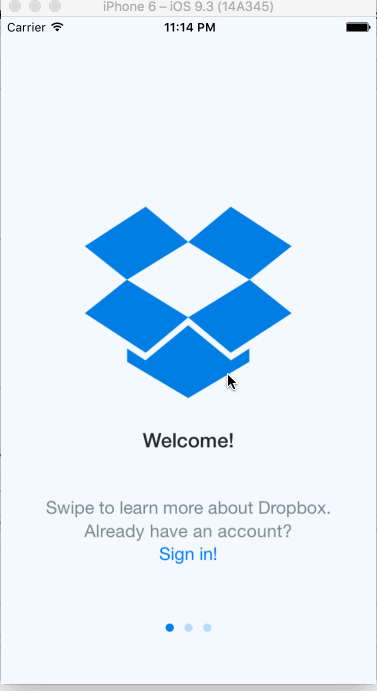 iPhone 6 – iOS 9.3 (14A345)
Carrier 11:14 PM
Welcome!
Swipe to learn more about Dropbox.
Already have an account?
Sign in!